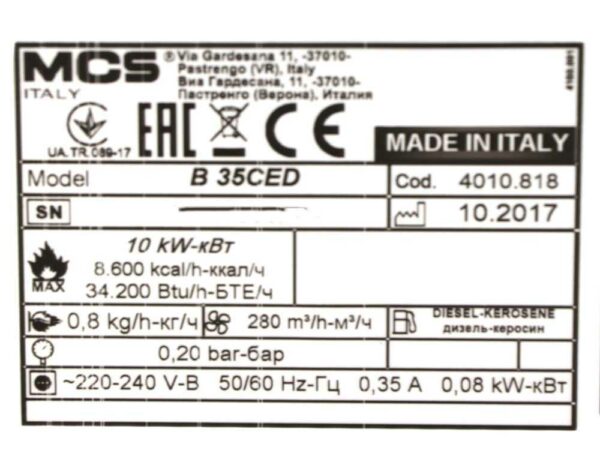 MCS ® Via Gardesana 11, -37010-
Pastrengo (VR), Italy
ITALY Виа Гардесана, 11, -37010-
Пастренго (Верона), Италия
4160.801
UA.TR.089-17 EAC CE MADE IN ITALY
Model B 35CED Cod. 4010.818
SN 10.2017
10 kW-кВт
8.600 kcal/h-ккал/ч
MAX 34.200 Btu/h-БТЕ/ч
0,8 kg/h-кг/ч 280 m³/h-м³/ч DIESEL-KEROSENE
дизель-керосин
0,20 bar-бар
~220-240 V-В 50/60 Hz-Гц 0,35 A 0,08 kW-кВт